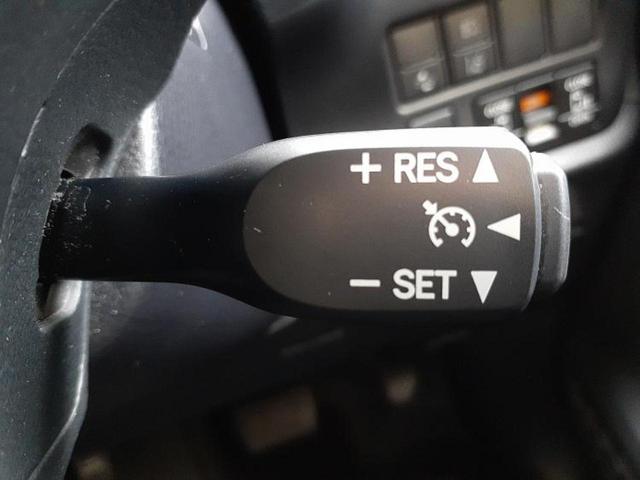 + RES ▲
◀
− SET ▼